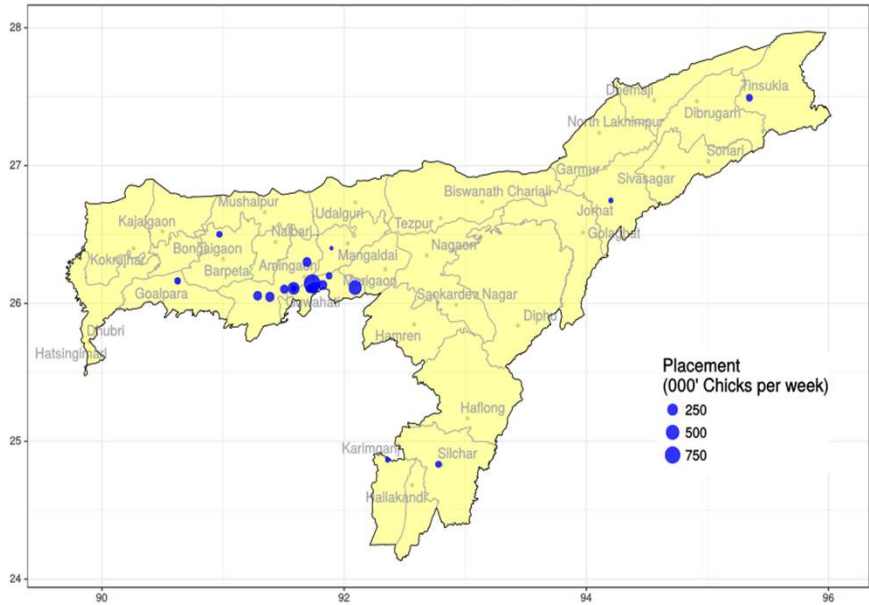 28
Tinsukia
Dhemaji
Dibrugarh
North Lakhimpur
27
Sonari
Garmur
Sivasagar
Biswanath Chariali
Mushalpur
Jorhat
Udalguri
Kajalgaon
Tezpur
Golaghat
Nalbari
Nagaon
Bongaigaon
Mangaldai
Kokrajhar
Amingaon
Barpeta
Morigaon
Goalpara
Sankardev Nagar
26
Guwahati
Diphu
Dhubri
Hamren
Hatsingimari
Placement
(000' Chicks per week)
Haflong
250
25
500
Karimganj
Silchar
750
Hailakandi
24
90
92
94
96